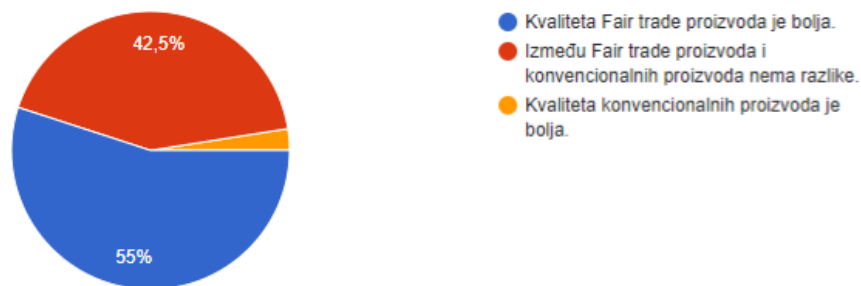 42,5%
55%
Kvaliteta Fair trade proizvoda je bolja.
Između Fair trade proizvoda i
konvencionalnih proizvoda nema razlike.
Kvaliteta konvencionalnih proizvoda je
bolja.